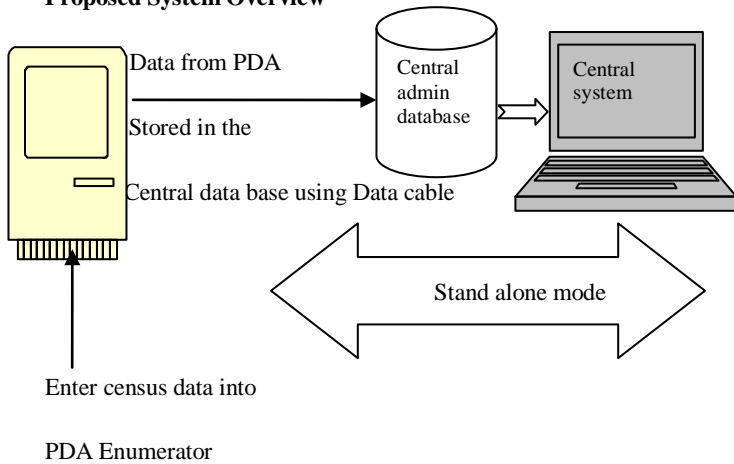 Proposed System Overview
Data from PDA
Stored in the
Central data base using Data cable
Central
admin
database
Central
system
Stand alone mode
Enter census data into
PDA Enumerator